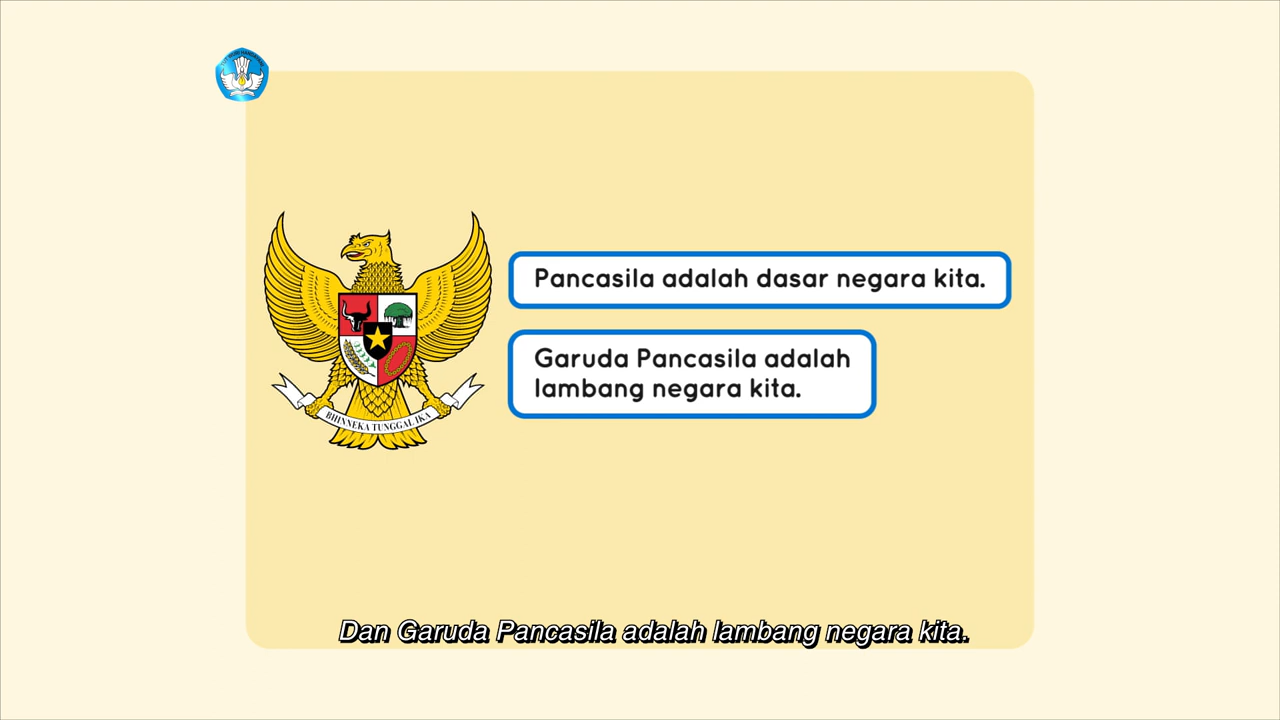 Pancasila adalah dasar negara kita.
Garuda Pancasila adalah
lambang negara kita.
BHINNEKA TUNGGAL IKA
Dan Garuda Pancasila adalah lambang negara kita.